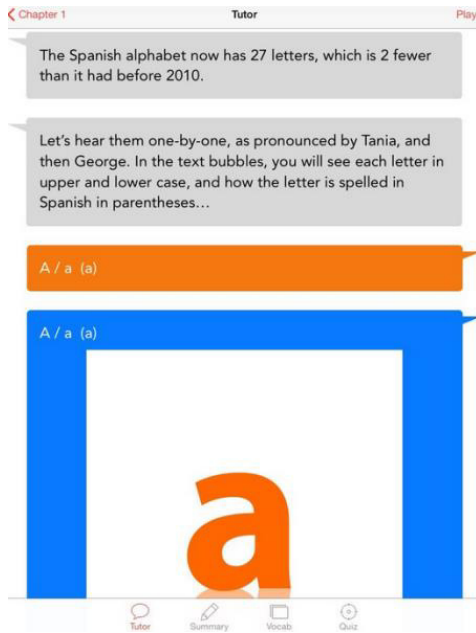 Chapter 1
Tutor
Play
The Spanish alphabet now has 27 letters, which is 2 fewer
than it had before 2010.
Let's hear them one-by-one, as pronounced by Tania, and
then George. In the text bubbles, you will see each letter in
upper and lower case, and how the letter is spelled in
Spanish in parentheses...
A / a (a)
A / a (a)
a
Tutor
Summary
Vocab
Quiz